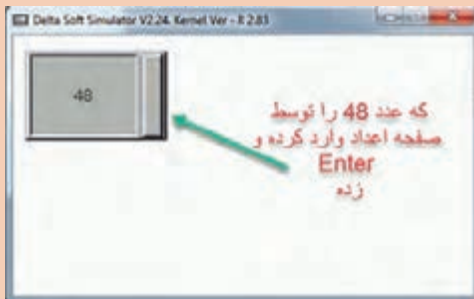 Delta Soft Simulator V2.24, Kernel Ver - R 2.83
48
که عدد 48 را توسط
صفحه اعداد وارد کرده و
Enter
زده